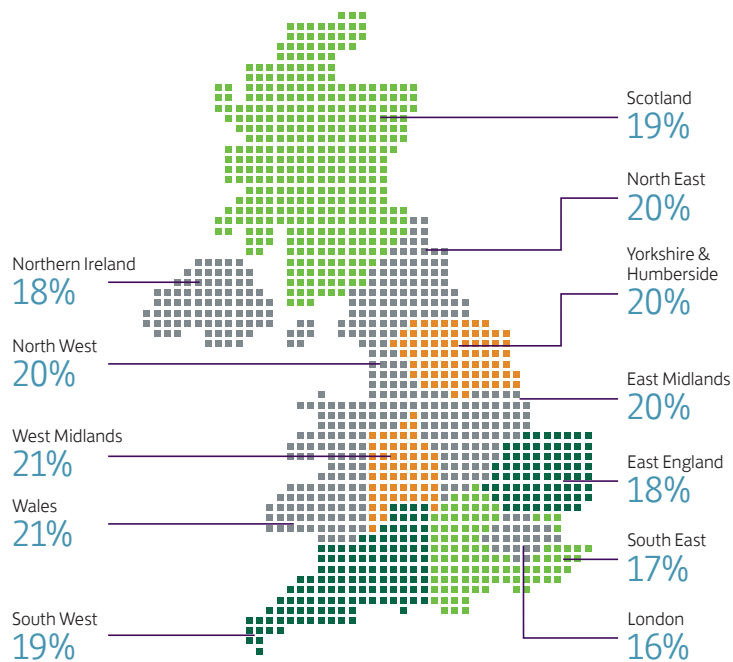 Scotland
19%
North East
20%
Yorkshire &
Humberside
20%
East Midlands
20%
East England
18%
South East
17%
London
16%
Northern Ireland
18%
North West
20%
West Midlands
21%
Wales
21%
South West
19%